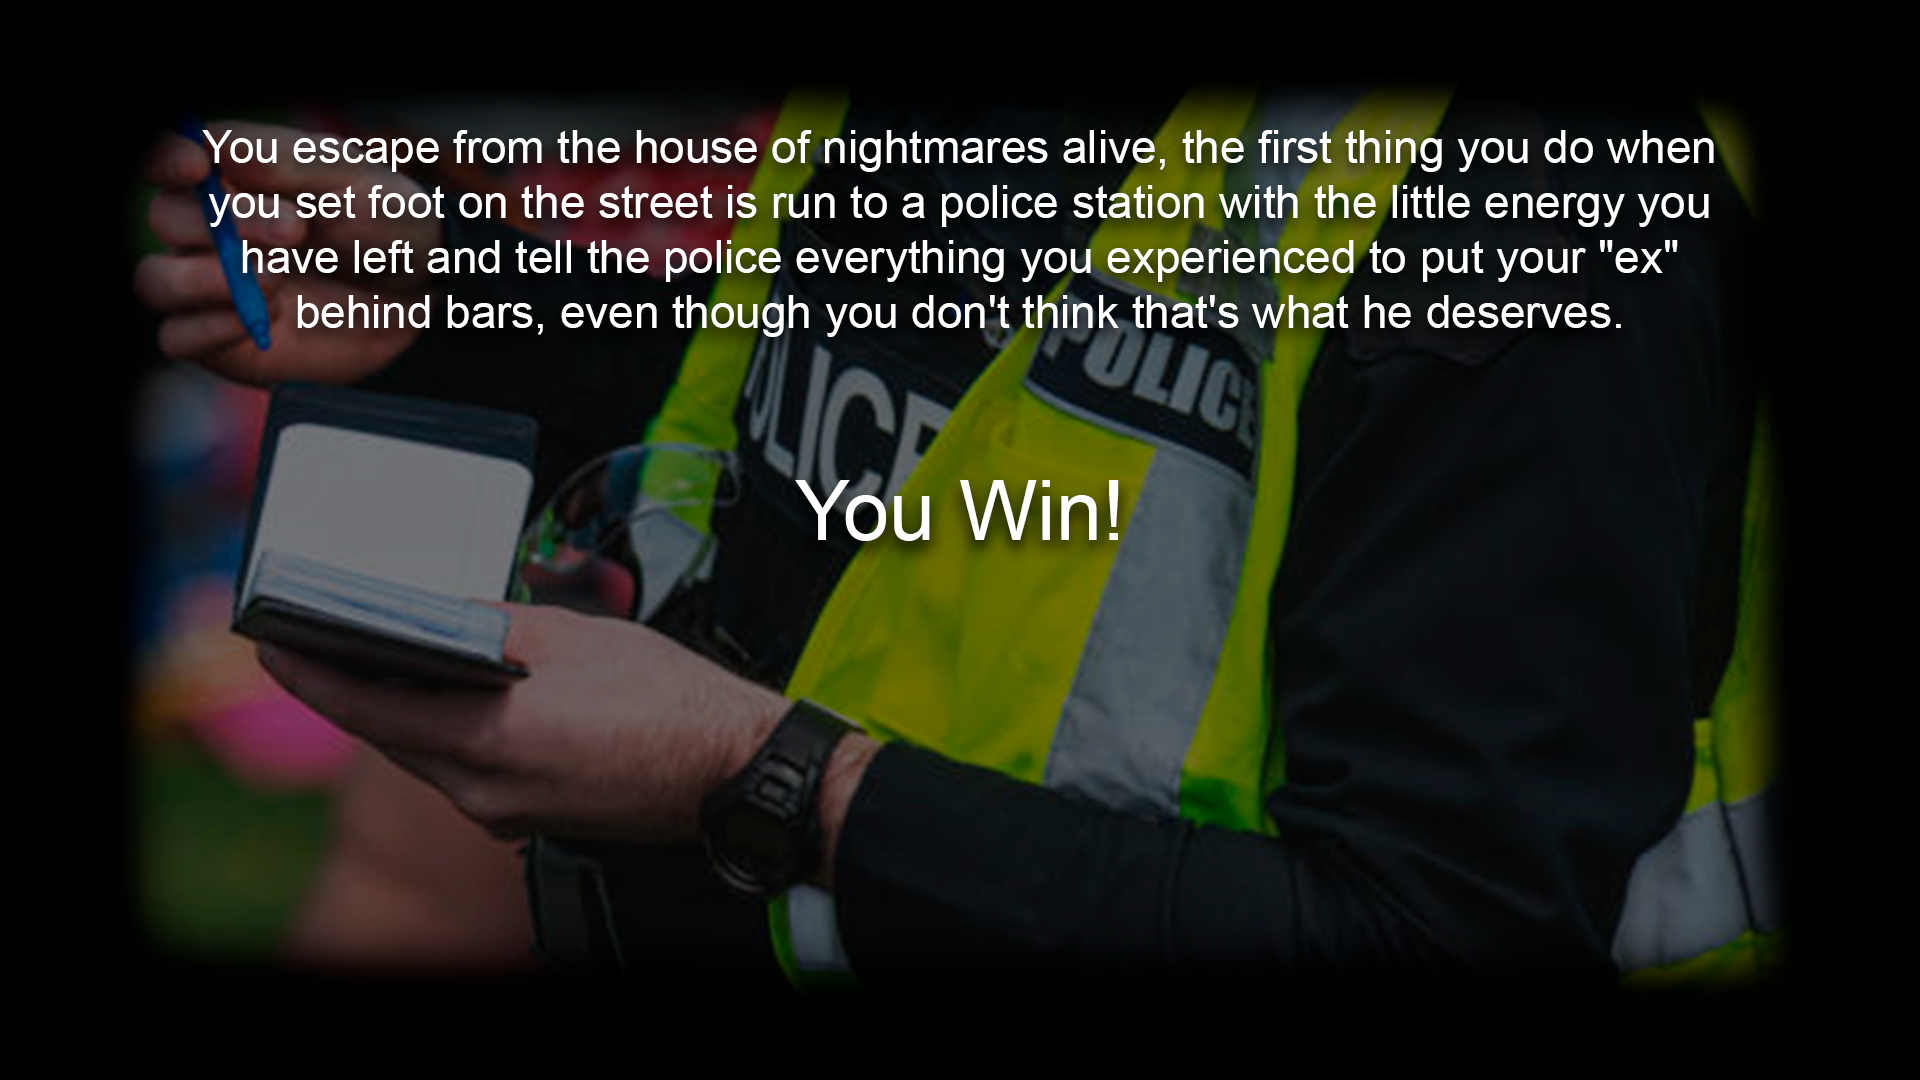 You escape from the house of nightmares alive, the first thing you do when
you set foot on the street is run to a police station with the little energy you
have left and tell the police everything you experienced to put your "ex"
behind bars, even though you don't think that's what he deserves.
POLICE
OLICE
You Win!